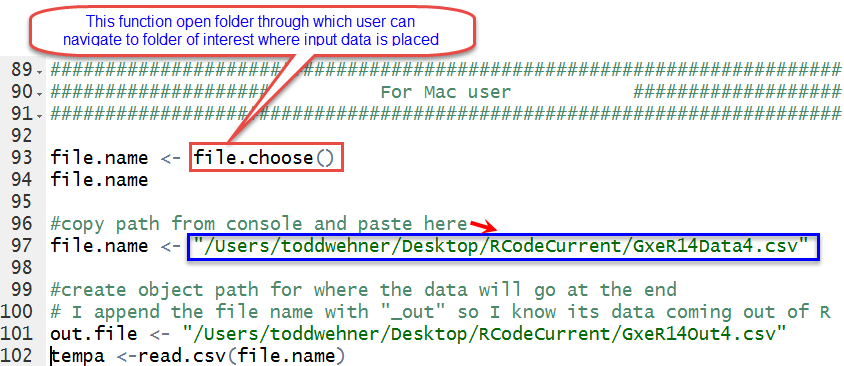 This function open folder through which user can
navigate to folder of interest where input data is placed
89 ########################################################################
90 #################### For Mac user ###################
91 ########################################################################
92
93 file.name <- file.choose()
94 file.name
95
96 #copy path from console and paste here
97 file.name <- "/Users/toddwehner/Desktop/RCodeCurrent/GxeR14Data4.csv"
98
99 #create object path for where the data will go at the end
100 # I append the file name with "_out" so I know its data coming out of R
101 out.file <- "/Users/toddwehner/Desktop/RCodeCurrent/GxeR14Out4.csv"
102 tempa <-read.csv(file.name)